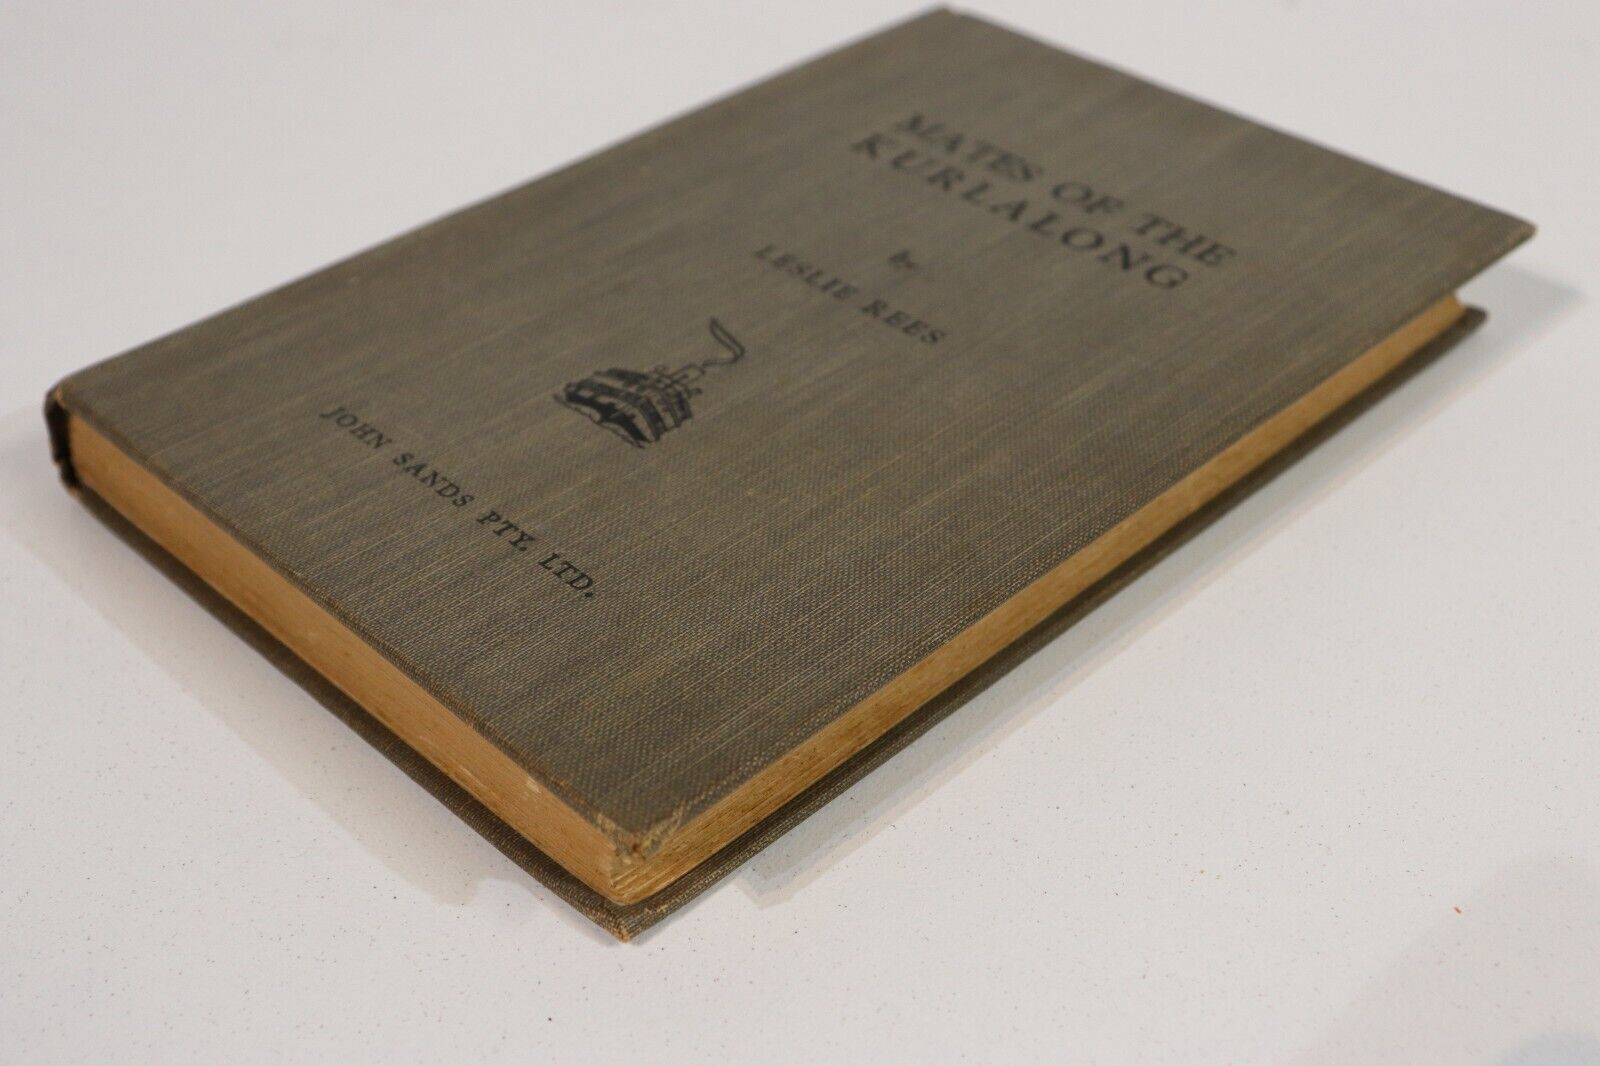 MATES OF THE
KURLALONG
by
LESLIE REES
JOHN SANDS PTY. LTD.